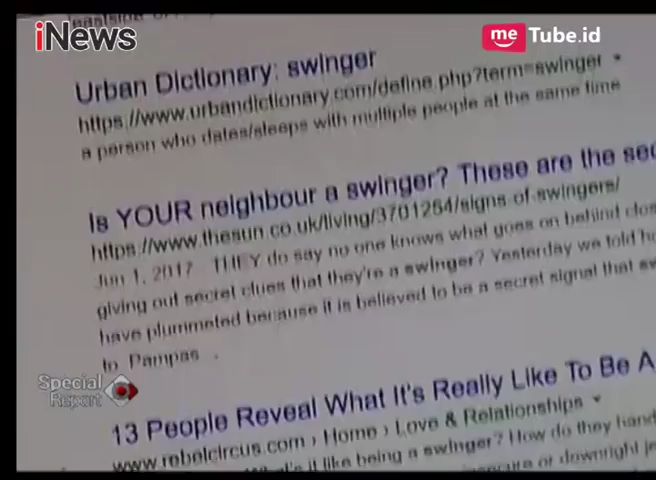 iNews
me Tube.id
Urban Dictionary: swinger
https://www.urbandictionary.com/define.php?term=swinger
a person who dates/sleeps with multiple people at the same time
Is YOUR neighbour a swinger? These are the
https://www.thesun.co.uk/living/3701254/signs-of-swingers/
Jun 1, 2017 THEY do say no one knows what goes on behind
giving out secret clues that they're a swinger? Yesterday we told
have plummeted because it is believed to be a secret signal that
to Pampas
Special
Report
13 People Reveal What It's Really Like To Be A
www.rebelcircus.com › Home › Love & Relationships
What's it like being a swinger? How do they
or downright